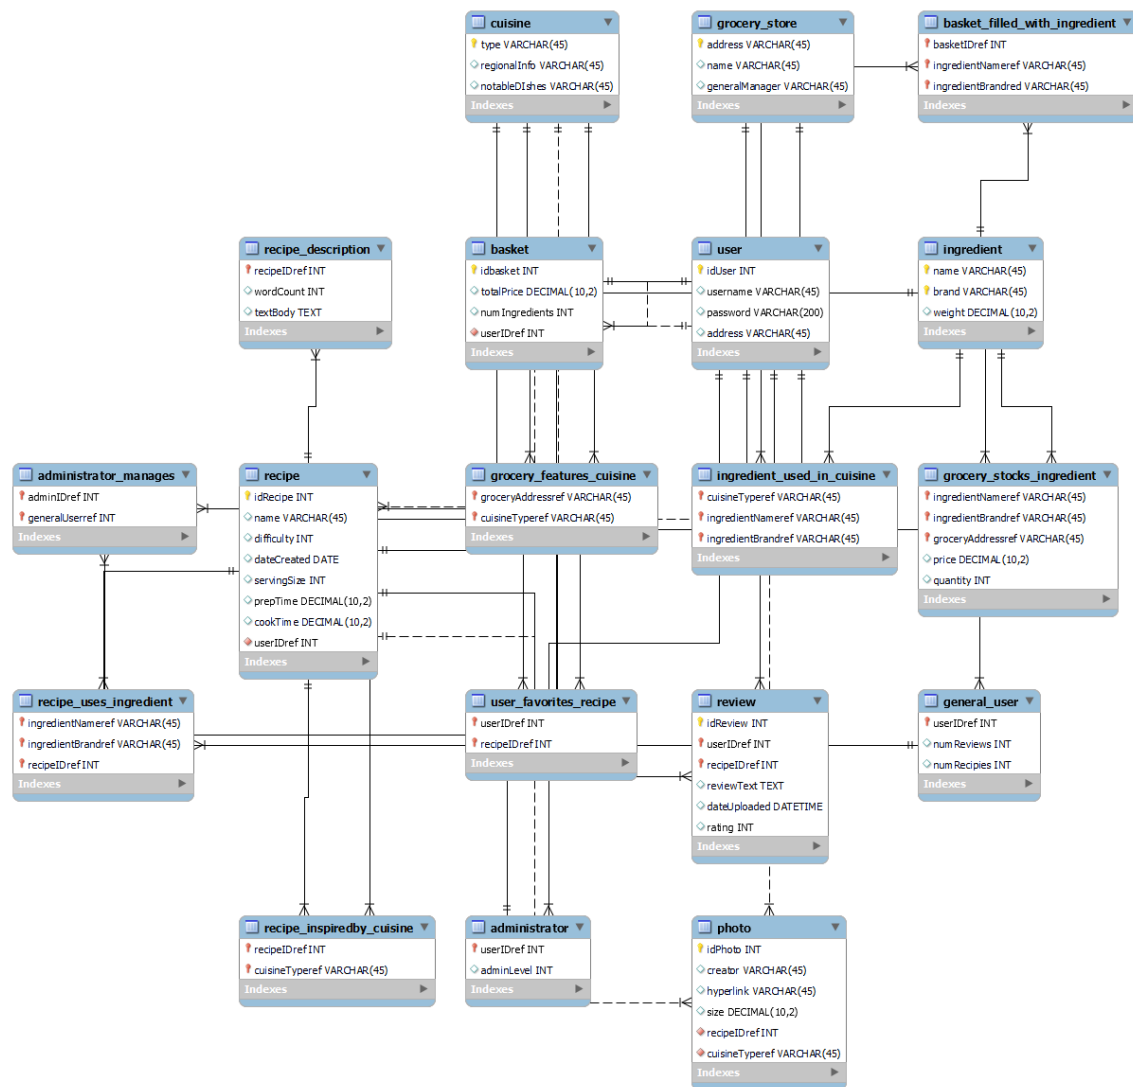 cuisine
type VARCHAR(45)
regionalInfo VARCHAR(45)
notableDIshes VARCHAR(45)
Indexes
grocery_store
address VARCHAR(45)
name VARCHAR(45)
generalManager VARCHAR(45)
Indexes
basket_filled_with_ingredient
basketIDref INT
ingredientNameref VARCHAR(45)
ingredientBrandred VARCHAR(45)
Indexes
recipe_description
recipeIDref INT
wordCount INT
textBody TEXT
Indexes
basket
idbasket INT
totalPrice DECIMAL(10,2)
numIngredients INT
userIDref INT
Indexes
user
idUser INT
username VARCHAR(45)
password VARCHAR(200)
address VARCHAR(45)
Indexes
ingredient
name VARCHAR(45)
brand VARCHAR(45)
weight DECIMAL(10,2)
Indexes
administrator_manages
adminIDref INT
generalUserref INT
Indexes
recipe
idRecipe INT
name VARCHAR(45)
difficulty INT
dateCreated DATE
servingSize INT
prepTime DECIMAL(10,2)
cookTime DECIMAL(10,2)
userIDref INT
Indexes
grocery_features_cuisine
groceryAddressref VARCHAR(45)
cuisineTyperef VARCHAR(45)
Indexes
ingredient_used_in_cuisine
cuisineTyperef VARCHAR(45)
ingredientNameref VARCHAR(45)
ingredientBrandref VARCHAR(45)
Indexes
grocery_stocks_ingredient
ingredientNameref VARCHAR(45)
ingredientBrandref VARCHAR(45)
groceryAddressref VARCHAR(45)
price DECIMAL(10,2)
quantity INT
Indexes
recipe_uses_ingredient
ingredientNameref VARCHAR(45)
ingredientBrandref VARCHAR(45)
recipeIDref INT
Indexes
user_favorites_recipe
userIDref INT
recipeIDref INT
Indexes
review
idReview INT
userIDref INT
recipeIDref INT
reviewText TEXT
dateUploaded DATETIME
rating INT
Indexes
general_user
userIDref INT
numReviews INT
numRecipies INT
Indexes
recipe_inspiredby_cuisine
recipeIDref INT
cuisineTyperef VARCHAR(45)
Indexes
administrator
userIDref INT
adminLevel INT
Indexes
photo
idPhoto INT
creator VARCHAR(45)
hyperlink VARCHAR(45)
size DECIMAL(10,2)
recipeIDref INT
cuisineTyperef VARCHAR(45)
Indexes